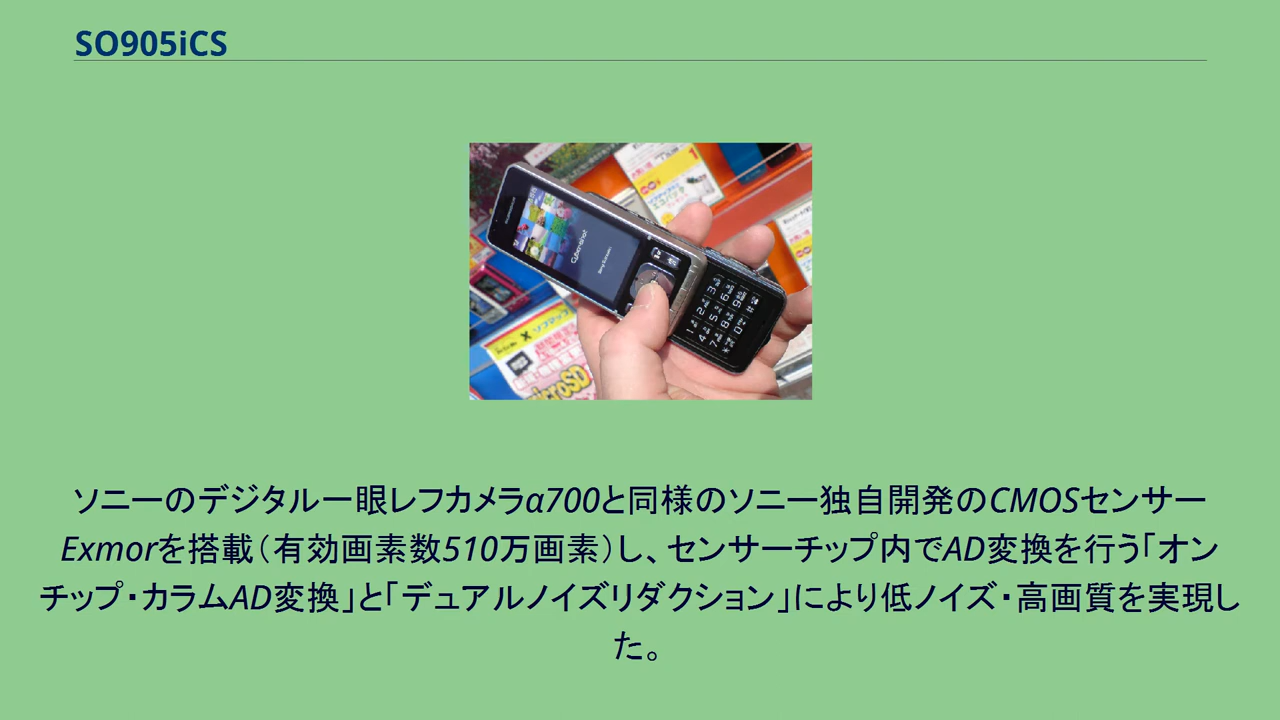 SO905iCS
Cyber-shot
Sony Ericsson
microSD
ソニーのデジタル一眼レフカメラα700と同様のソニー独自開発のCMOSセンサー
Exmorを搭載（有効画素数510万画素）し、センサーチップ内でAD変換を行う「オン
チップ・カラムAD変換」と「デュアルノイズリダクション」により低ノイズ・高画質を実現し
た。